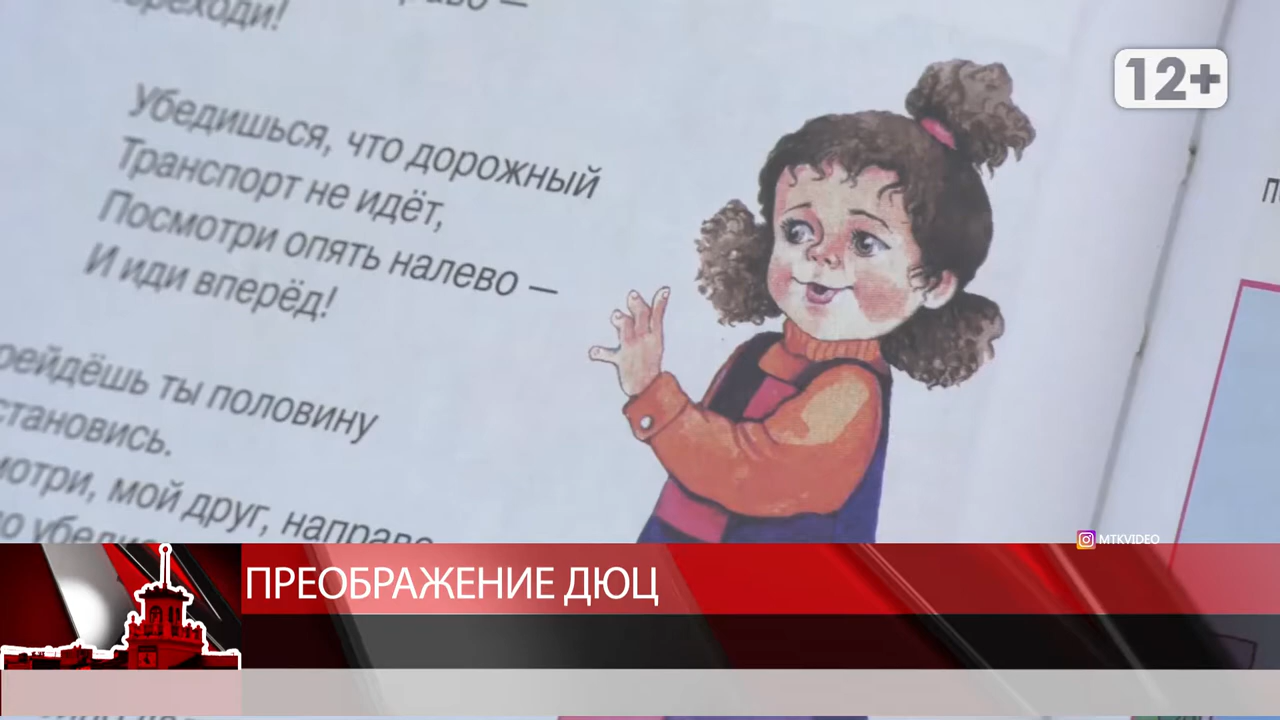 переходи!
12+
Убедишься, что дорожный
Транспорт не идёт,
Посмотри опять налево –
И иди вперёд!
рейдёшь ты половину
становись.
мотри, мой друг, направо
MTKVIDEO
ПРЕОБРАЖЕНИЕ ДЮЦ